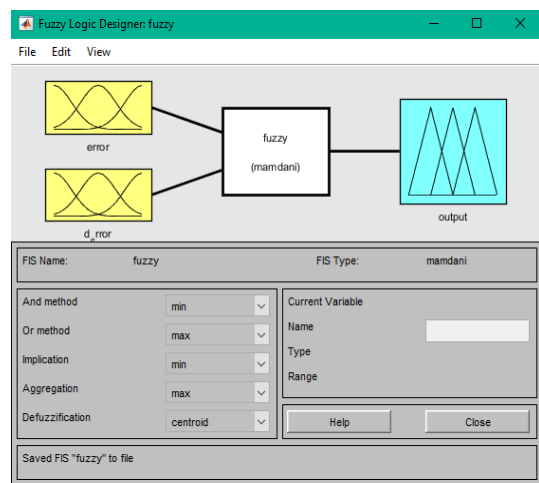 Fuzzy Logic Designer: fuzzy
File Edit View
error
fuzzy
(mamdani)
d_error
output
FIS Name: fuzzy FIS Type: mamdani
And method min
Or method max
Implication min
Aggregation max
Defuzzification centroid
Current Variable
Name
Type
Range
Help Close
Saved FIS "fuzzy" to file